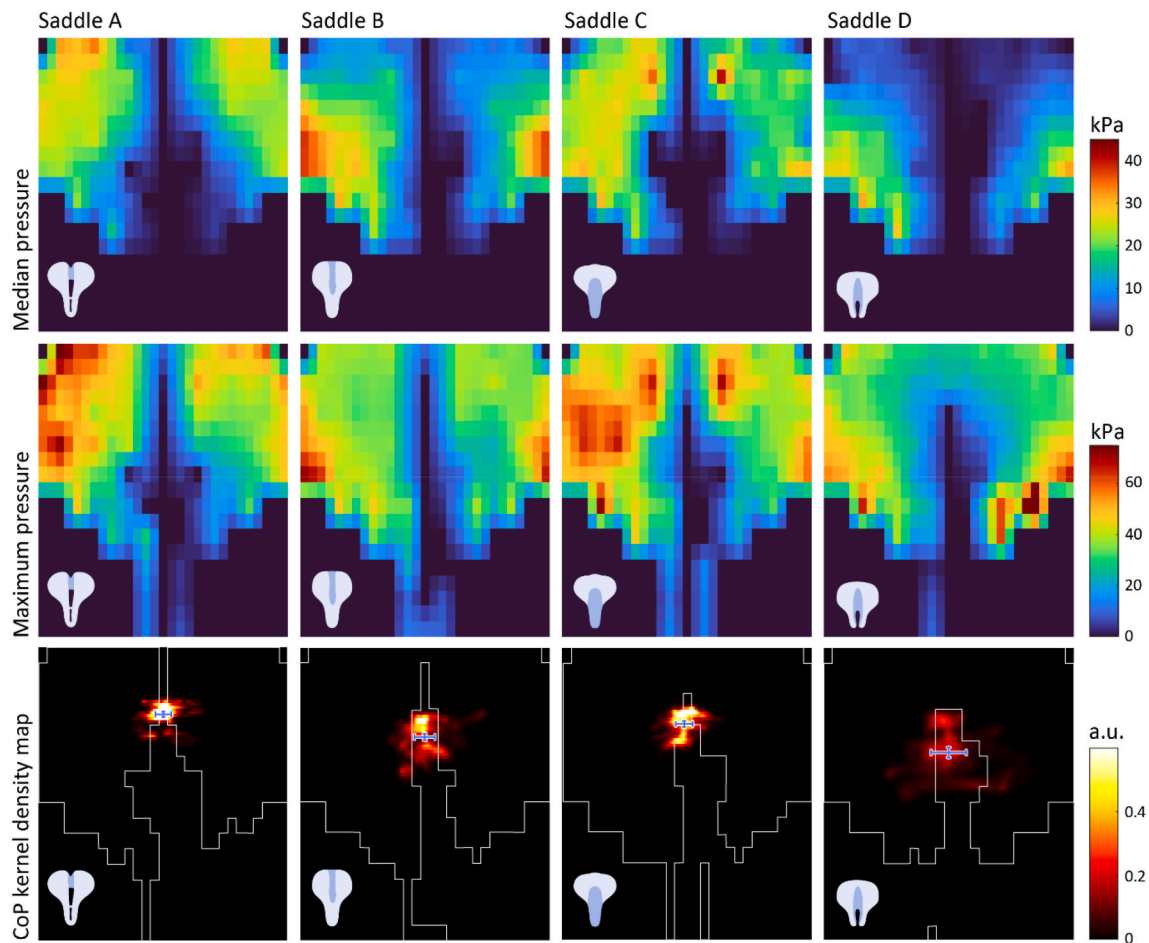 Saddle A
Saddle B
Saddle C
Saddle D
Median pressure
kPa
40
30
20
10
0
Maximum pressure
kPa
60
40
20
0
CoP kernel density map
a.u.
0.4
0.2
0